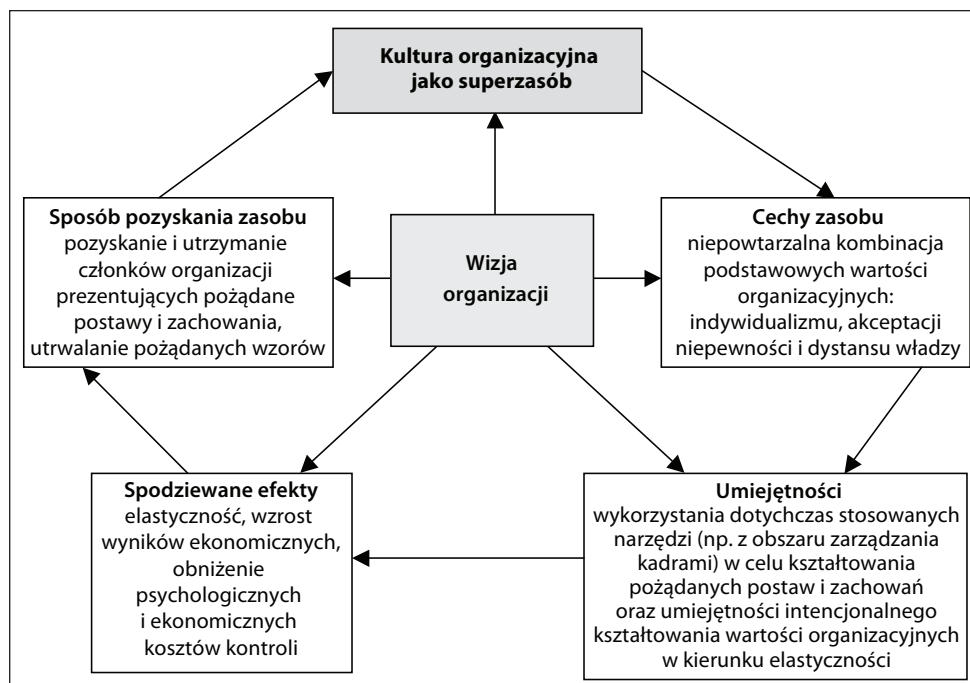 Kultura organizacyjna
jako superzasób
Sposób pozyskania zasobu
pozyskanie i utrzymanie
członków organizacji
prezentujących pożądane
postawy i zachowania,
utrwalanie pożądanych wzorów
Wizja
organizacji
Cechy zasobu
niepowtarzalna kombinacja
podstawowych wartości
organizacyjnych:
indywidualizmu, akceptacji
niepewności i dystansu władzy
Spodziewane efekty
elastyczność, wzrost
wyników ekonomicznych,
obniżenie
psychologicznych
i ekonomicznych
kosztów kontroli
Umiejętności
wykorzystania dotychczas stosowanych
narzędzi (np. z obszaru zarządzania
kadrami) w celu kształtowania
pożądanych postaw i zachowań
oraz umiejętności intencjonalnego
kształtowania wartości organizacyjnych
w kierunku elastyczności